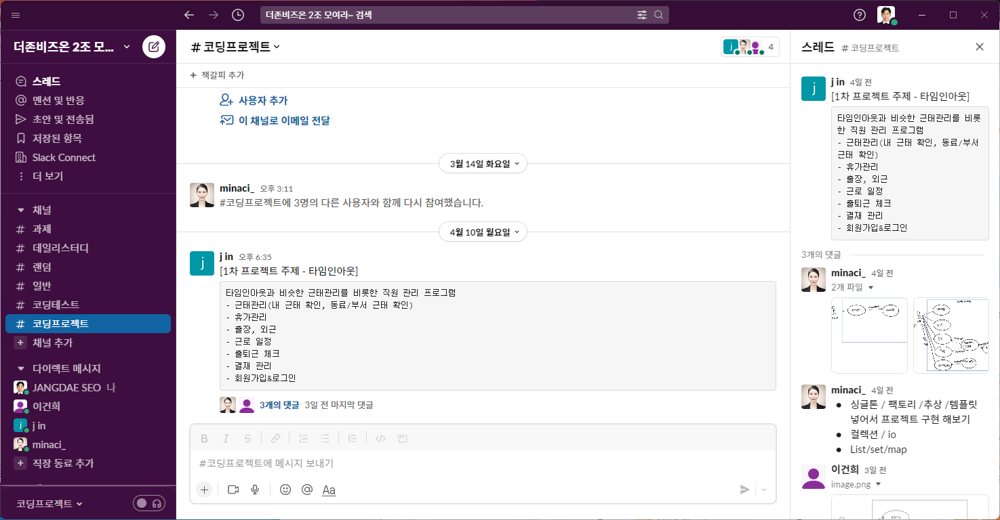 더존비즈온 2조 모여라~ 검색
더존비즈온 2조 모...
스레드
멘션 및 반응
초안 및 전송됨
저장된 항목
Slack Connect
더 보기
채널
# 과제
# 데일리스터디
# 랜덤
# 일반
# 코딩테스트
# 코딩프로젝트
+ 채널 추가
다이렉트 메시지
JANGDAE SEO 나
이건희
j in
minaci_
+ 직장 동료 추가
코딩프로젝트
# 코딩프로젝트
4
+ 책갈피 추가
사용자 추가
이 채널로 이메일 전달
3월 14일 화요일
minaci_ 오후 3:11
#코딩프로젝트에 3명의 다른 사용자와 함께 다시 참여했습니다.
4월 10일 월요일
j
j in 오후 6:35
[1차 프로젝트 주제 - 타임인아웃]
타임인아웃과 비슷한 근태관리를 비롯한 직원 관리 프로그램
- 근태관리(내 근태 확인, 동료/부서 근태 확인)
- 휴가관리
- 출장, 외근
- 근로 일정
- 출퇴근 체크
- 결재 관리
- 회원가입&로그인
3개의 댓글 3일 전 마지막 댓글
B I S
#코딩프로젝트에 메시지 보내기
Aa
스레드 # 코딩프로젝트
j
j in 4일 전
[1차 프로젝트 주제 - 타임인아웃]
타임인아웃과 비슷한 근태관리를 비롯
한 직원 관리 프로그램
- 근태관리(내 근태 확인, 동료/부서
근태 확인)
- 휴가관리
- 출장, 외근
- 근로 일정
- 출퇴근 체크
- 결재 관리
- 회원가입&로그인
3개의 댓글
minaci_ 4일 전
2개 파일
minaci_ 4일 전
● 싱글톤 / 팩토리 /추상 /템플릿
넣어서 프로젝트 구현 해보기
● 컬렉션 / io
● List/set/map
이건희 3일 전
image.png